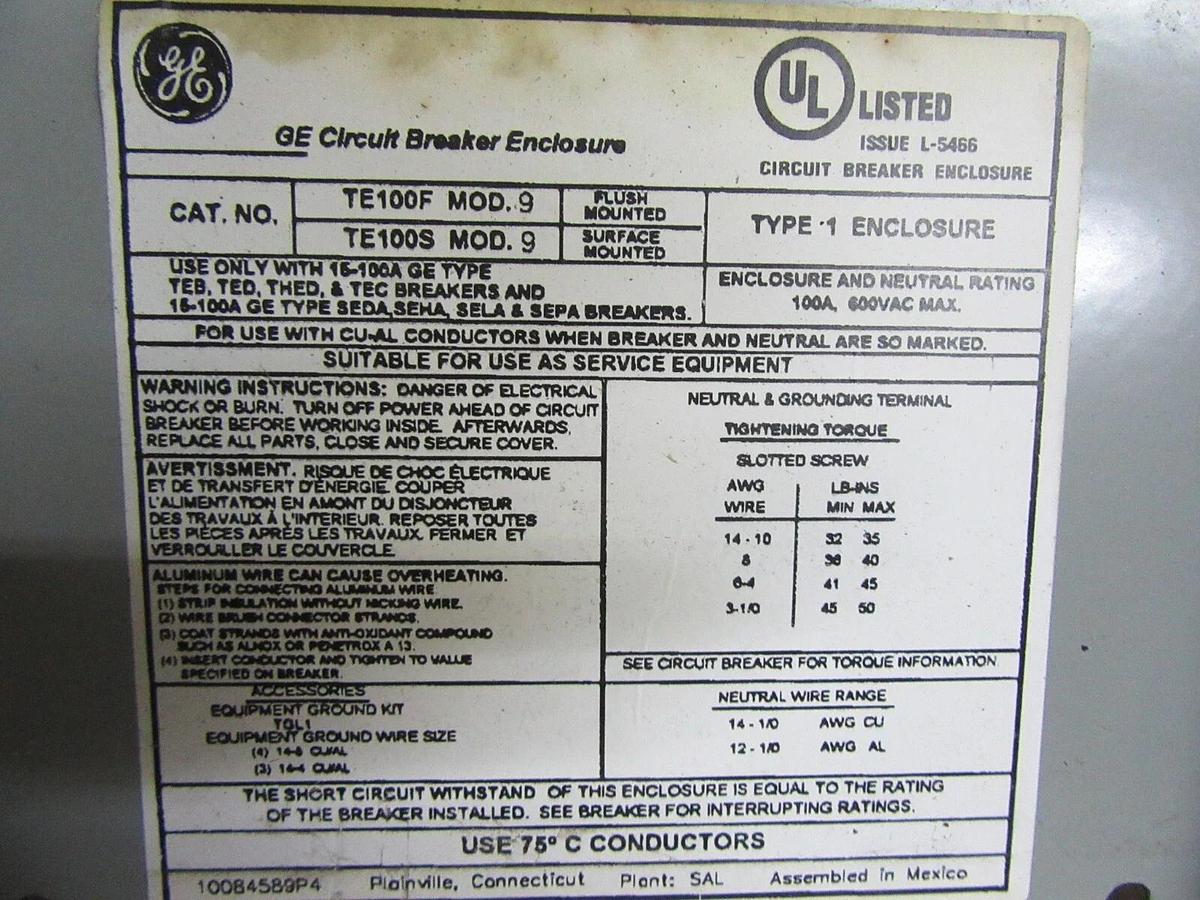 GE
UL LISTED
GE Circuit Breaker Enclosure
ISSUE L-5466
CIRCUIT BREAKER ENCLOSURE
CAT. NO.
TE100F MOD. 9
FLUSH
MOUNTED
TE100S MOD. 9
SURFACE
MOUNTED
TYPE 1 ENCLOSURE
USE ONLY WITH 15-100A GE TYPE
TEB, TED, THED, & TEC BREAKERS AND
15-100A GE TYPE SEDA,SEHA, SELA & SEPA BREAKERS.
ENCLOSURE AND NEUTRAL RATING
100A, 600VAC MAX.
FOR USE WITH CU-AL CONDUCTORS WHEN BREAKER AND NEUTRAL ARE SO MARKED.
SUITABLE FOR USE AS SERVICE EQUIPMENT
WARNING INSTRUCTIONS: DANGER OF ELECTRICAL
SHOCK OR BURN. TURN OFF POWER AHEAD OF CIRCUIT
BREAKER BEFORE WORKING INSIDE. AFTERWARDS,
REPLACE ALL PARTS, CLOSE AND SECURE COVER.
AVERTISSMENT. RISQUE DE CHOC ÉLECTRIQUE
ET DE TRANSFERT D'ÉNERGIE. COUPER
L'ALIMENTATION EN AMONT DU DISJONCTEUR
DES TRAVAUX À L'INTERIEUR. REPOSER TOUTES
LES PIÈCES APRÈS LES TRAVAUX. FERMER ET
VERROUILLER LE COUVERCLE.
ALUMINUM WIRE CAN CAUSE OVERHEATING.
STEPS FOR CONNECTING ALUMINUM WIRE.
(1) STRIP INSULATION WITHOUT NICKING WIRE.
(2) WIRE BRUSH CONNECTOR STRANDS.
(3) COAT STRANDS WITH ANTI-OXIDANT COMPOUND
SUCH AS ALNOX OR PENETROX A 13.
(4) INSERT CONDUCTOR AND TIGHTEN TO VALUE
SPECIFIED ON BREAKER.
ACCESSORIES
EQUIPMENT GROUND KIT
TGL1
EQUIPMENT GROUND WIRE SIZE
(4) 14-8 CU/AL
(3) 14-4 CU/AL
NEUTRAL & GROUNDING TERMINAL
TIGHTENING TORQUE
SLOTTED SCREW
AWG LB-INS
WIRE MIN MAX
14 - 10 32 35
8 36 40
6-4 41 45
3-1/0 45 50
SEE CIRCUIT BREAKER FOR TORQUE INFORMATION
NEUTRAL WIRE RANGE
14 - 1/0 AWG CU
12 - 1/0 AWG AL
THE SHORT CIRCUIT WITHSTAND OF THIS ENCLOSURE IS EQUAL TO THE RATING
OF THE BREAKER INSTALLED. SEE BREAKER FOR INTERRUPTING RATINGS.
USE 75° C CONDUCTORS
10084589P4 Plainville, Connecticut Plant: SAL Assembled in Mexico